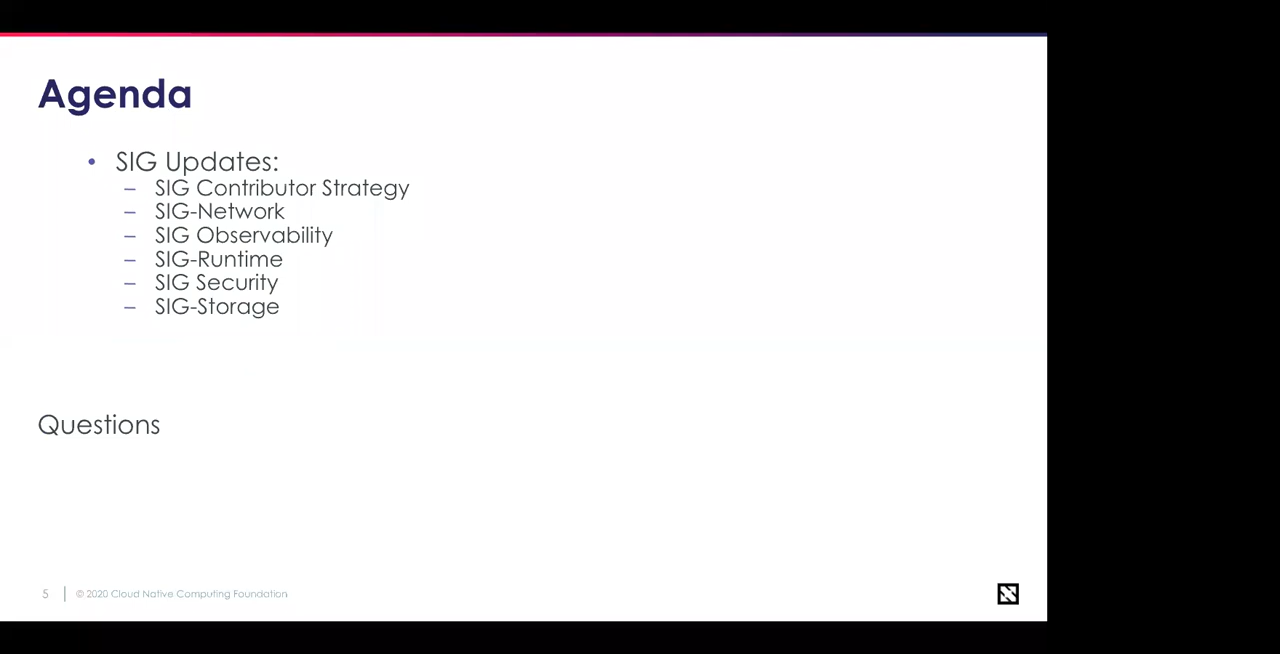 Agenda
• SIG Updates:
– SIG Contributor Strategy
– SIG-Network
– SIG Observability
– SIG-Runtime
– SIG Security
– SIG-Storage
Questions
5 | © 2020 Cloud Native Computing Foundation